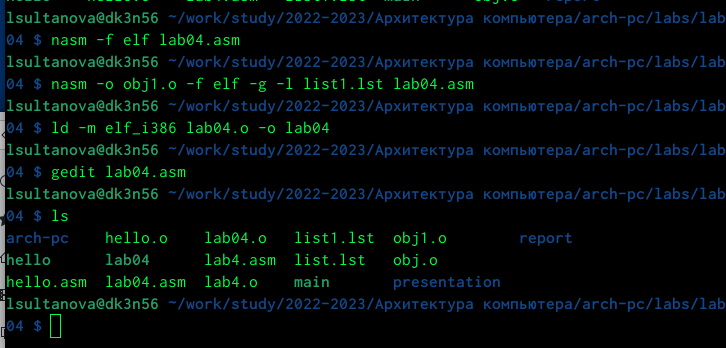 lsultanova@dk3n56 ~/work/study/2022-2023/Архитектура компьютера/arch-pc/labs/lab
04 $ nasm -f elf lab04.asm
lsultanova@dk3n56 ~/work/study/2022-2023/Архитектура компьютера/arch-pc/labs/lab
04 $ nasm -o obj1.o -f elf -g -l list1.lst lab04.asm
lsultanova@dk3n56 ~/work/study/2022-2023/Архитектура компьютера/arch-pc/labs/lab
04 $ ld -m elf_i386 lab04.o -o lab04
lsultanova@dk3n56 ~/work/study/2022-2023/Архитектура компьютера/arch-pc/labs/lab
04 $ gedit lab04.asm
lsultanova@dk3n56 ~/work/study/2022-2023/Архитектура компьютера/arch-pc/labs/lab
04 $ ls
arch-pc hello.o lab04.o list1.lst obj1.o report
hello lab04 lab4.asm list.lst obj.o
hello.asm lab04.asm lab4.o main presentation
lsultanova@dk3n56 ~/work/study/2022-2023/Архитектура компьютера/arch-pc/labs/lab
04 $